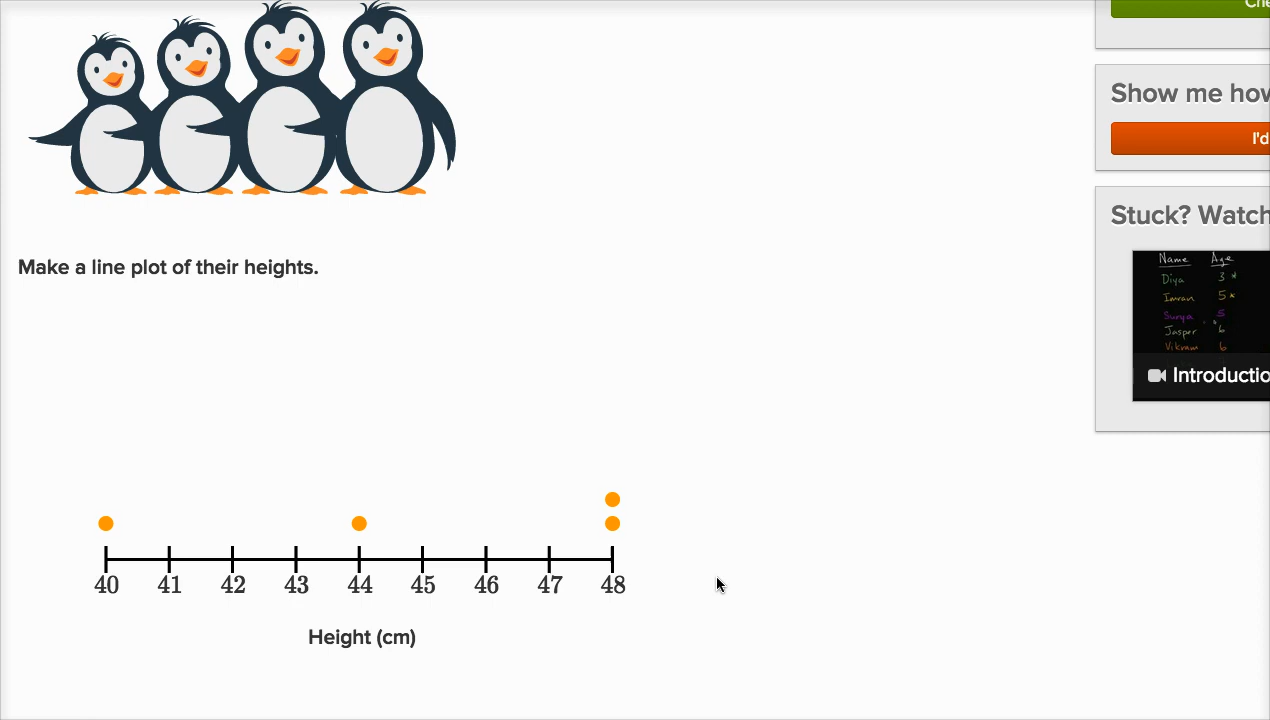 Che
Show me how
I'd
Stuck? Watch
Name Age
Diya 3 *
Imran 5 *
Surya 5
Jasper 6
Vikram 6
Introductio
Make a line plot of their heights.
40 41 42 43 44 45 46 47 48
Height (cm)